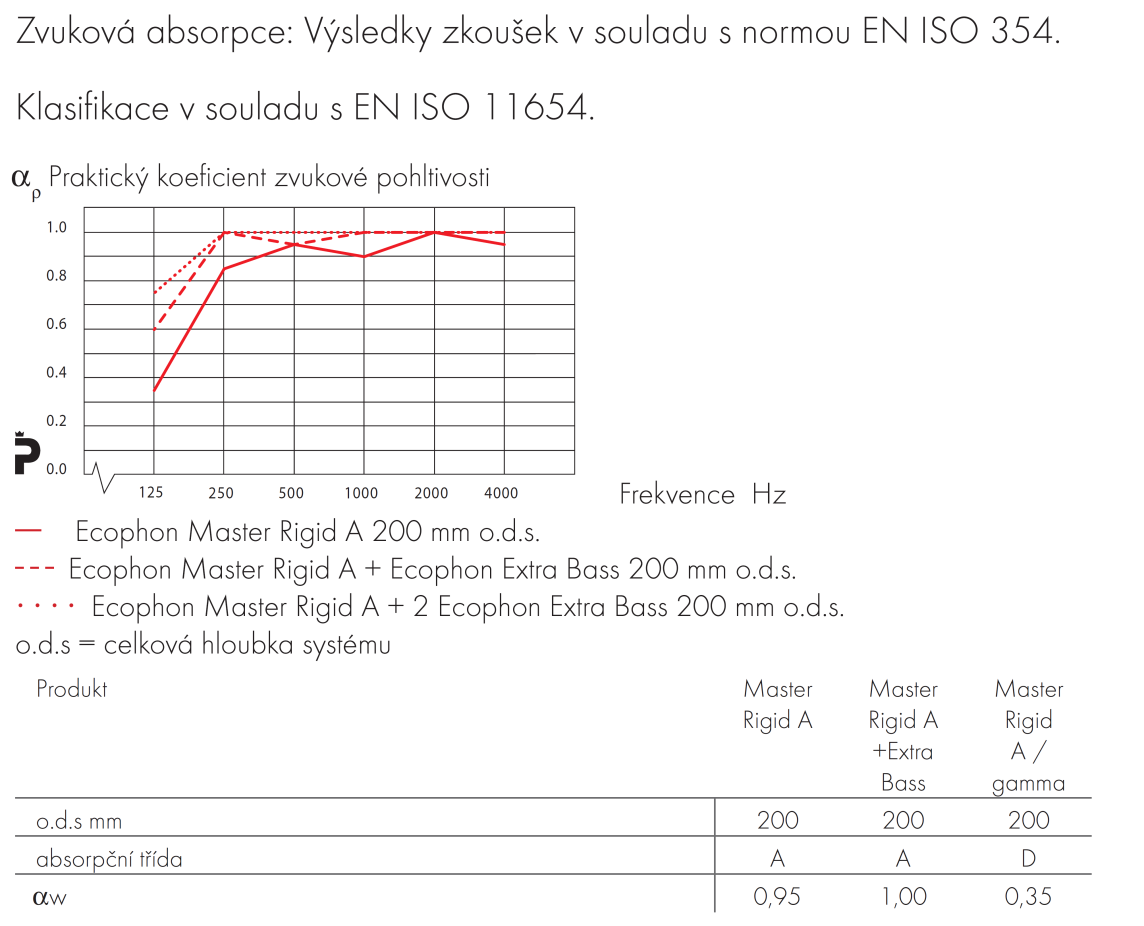 Zvuková absorpce: Výsledky zkoušek v souladu s normou EN ISO 354.
Klasifikace v souladu s EN ISO 11654.
αρ Praktický koeficient zvukové pohltivosti
1.0
0.8
0.6
0.4
0.2
0.0
P
125 250 500 1000 2000 4000
Frekvence Hz
Ecophon Master Rigid A 200 mm o.d.s.
Ecophon Master Rigid A + Ecophon Extra Bass 200 mm o.d.s.
Ecophon Master Rigid A + 2 Ecophon Extra Bass 200 mm o.d.s.
o.d.s = celková hloubka systému
Produkt Master Master Master
Rigid A Rigid A Rigid
+Extra A /
Bass gamma
o.d.s mm 200 200 200
absorpční třída A A D
αw 0,95 1,00 0,35